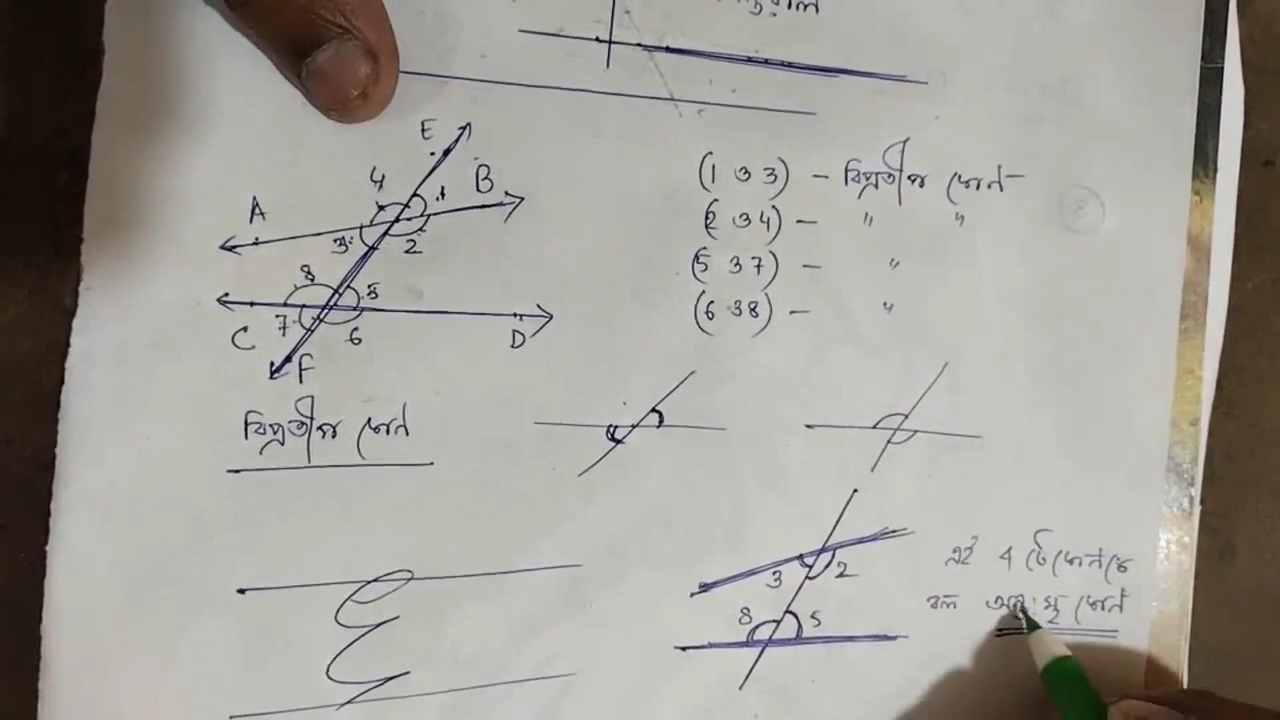 E
4 1 B
A
3 2
8 5
C 7 6 D
F
(1 ও 3) – বিপ্রতীপ কোণ
(2 ও 4) – " "
(5 ও 7) – "
(6 ও 8) – "
বিপ্রতীপ কোণ
3 2
8 5
এই 4 টে কোণকে
বলে অন্তঃস্থ কোণ